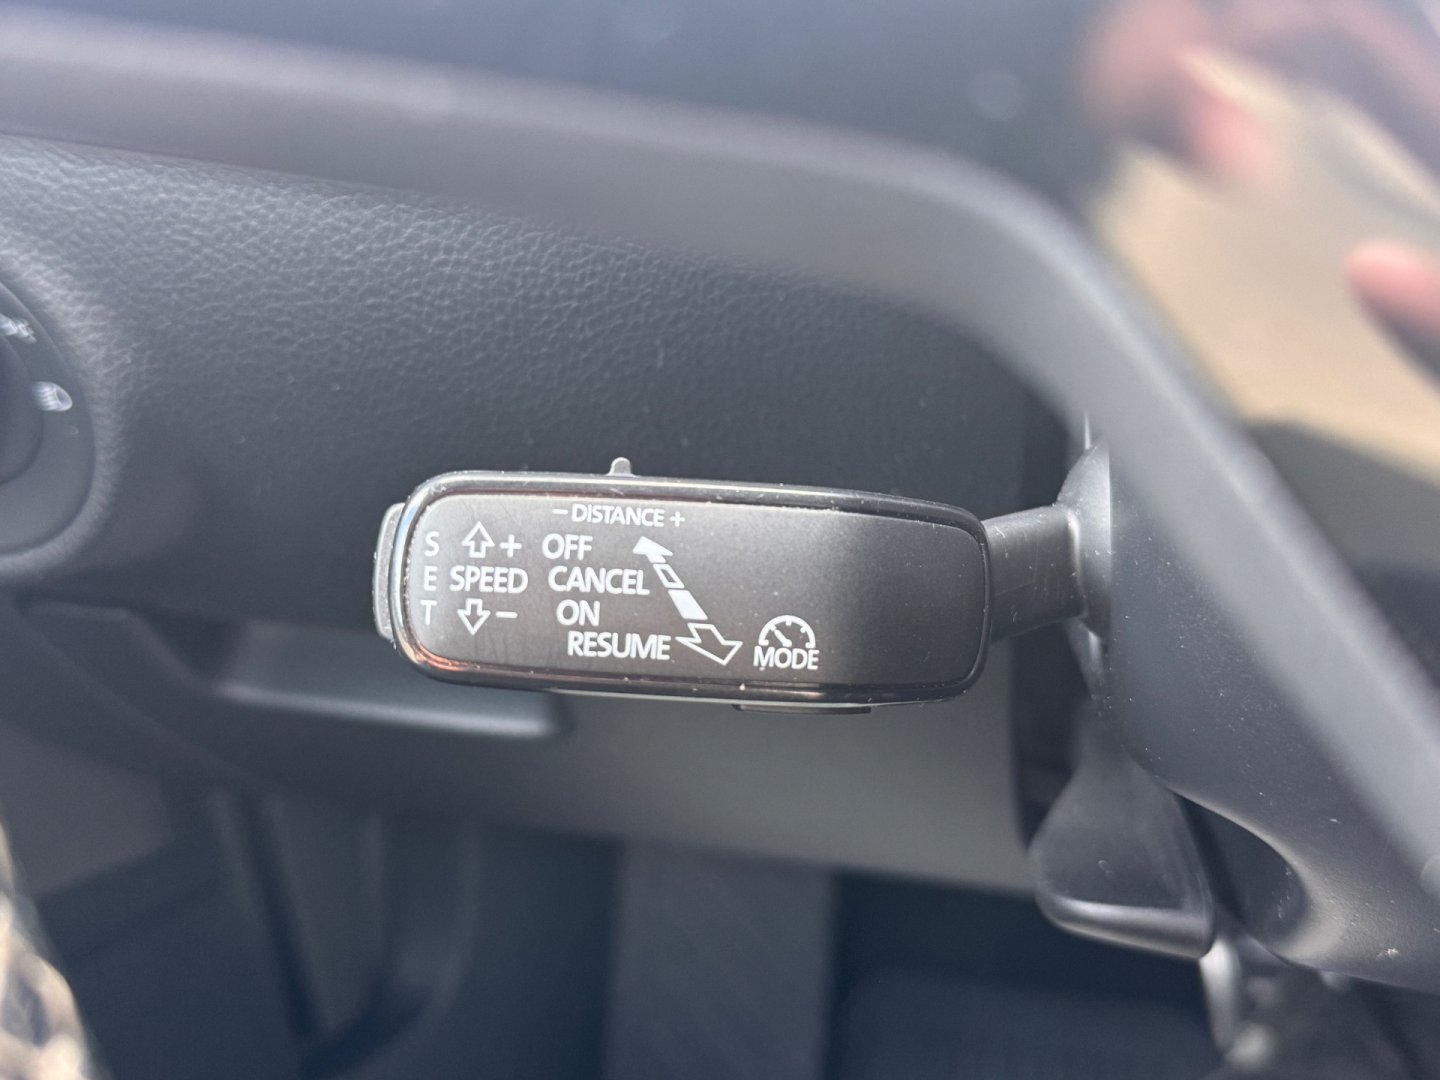 − DISTANCE +
S + OFF
E SPEED CANCEL
T − ON
RESUME
MODE